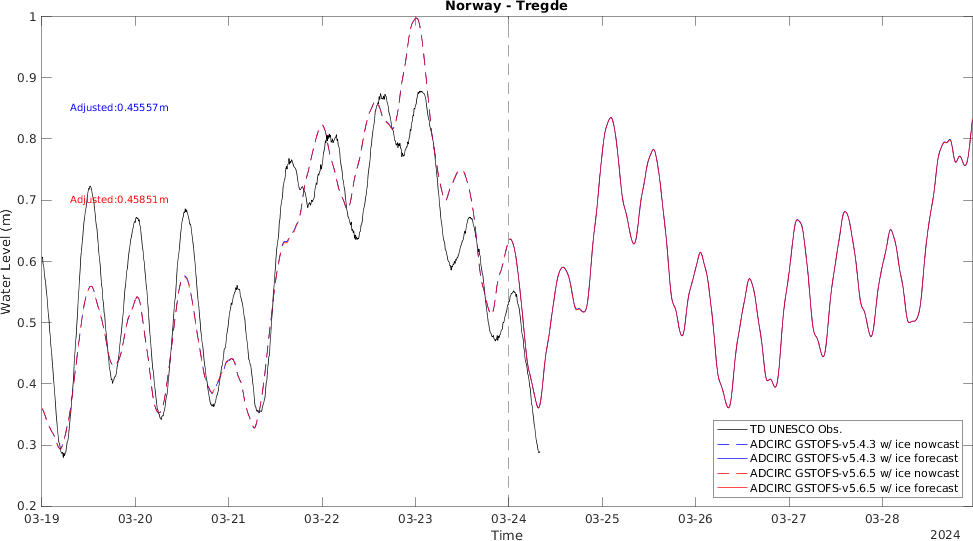 Norway - Tregde
1
0.9
Adjusted:0.45557m
0.8
0.7
Adjusted:0.45851m
Water Level (m)
0.6
0.5
0.4
0.3
0.2
TD UNESCO Obs.
ADCIRC GSTOFS-v5.4.3 w/ ice nowcast
ADCIRC GSTOFS-v5.4.3 w/ ice forecast
ADCIRC GSTOFS-v5.6.5 w/ ice nowcast
ADCIRC GSTOFS-v5.6.5 w/ ice forecast
03-19 03-20 03-21 03-22 03-23 03-24 03-25 03-26 03-27 03-28
Time
2024